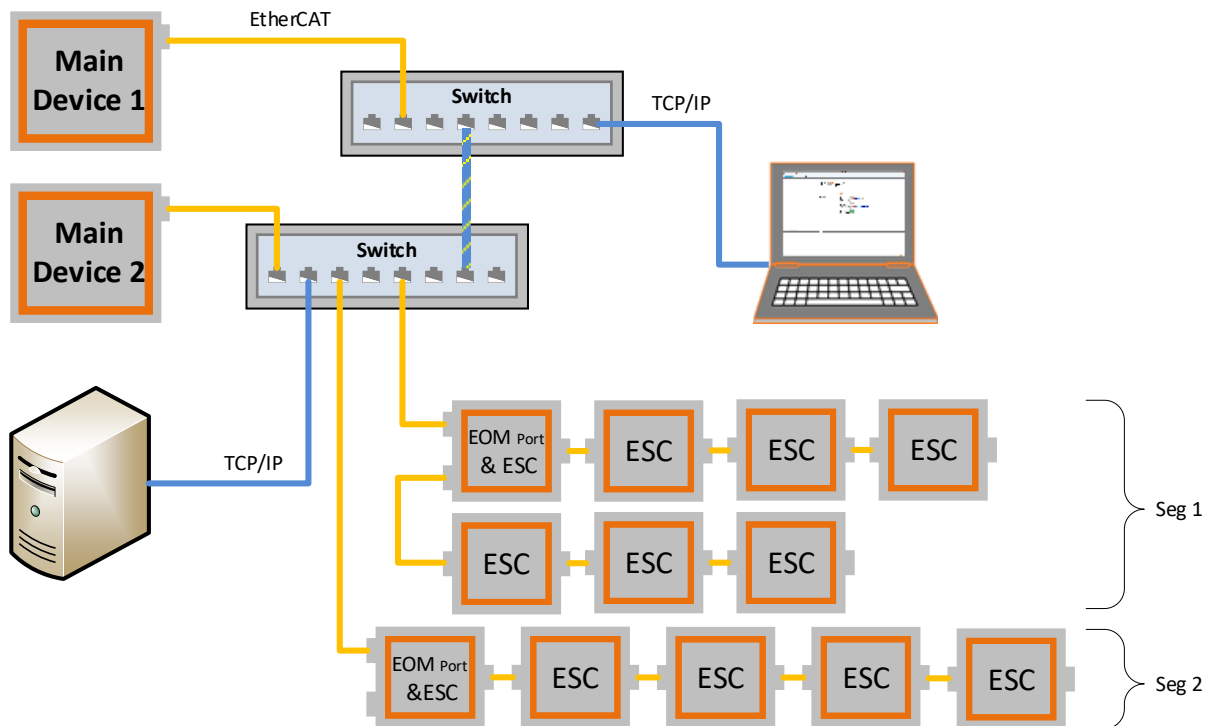 EtherCAT
Main
Device 1
Switch
TCP/IP
Main
Device 2
Switch
TCP/IP
EOM Port
& ESC
ESC
ESC
ESC
Seg 1
ESC
ESC
ESC
EOM Port
&ESC
ESC
ESC
ESC
ESC
Seg 2